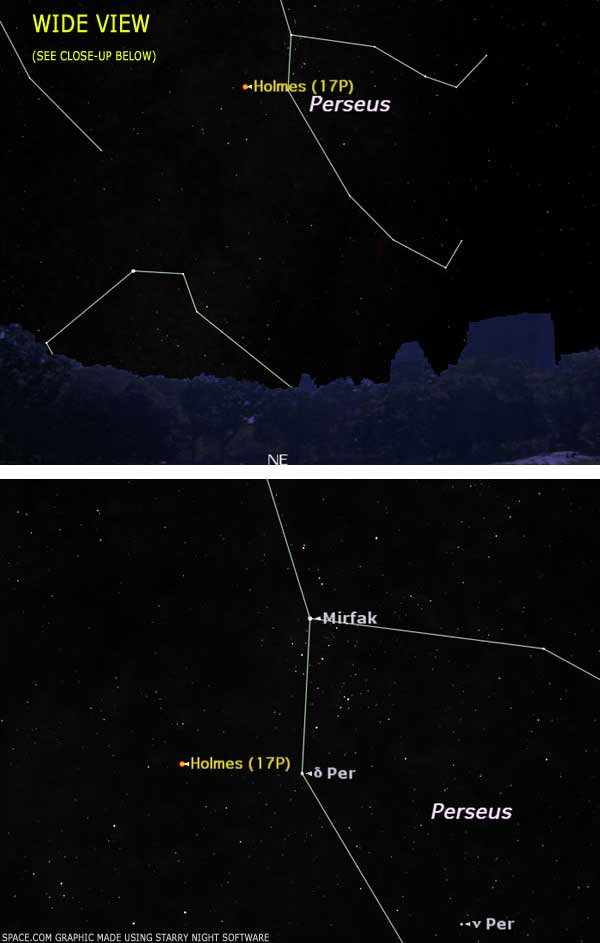 WIDE VIEW
(SEE CLOSE-UP BELOW)
Holmes (17P)
Perseus
NE
Mirfak
Holmes (17P)
δ Per
Perseus
ν Per
SPACE.COM GRAPHIC MADE USING STARRY NIGHT SOFTWARE